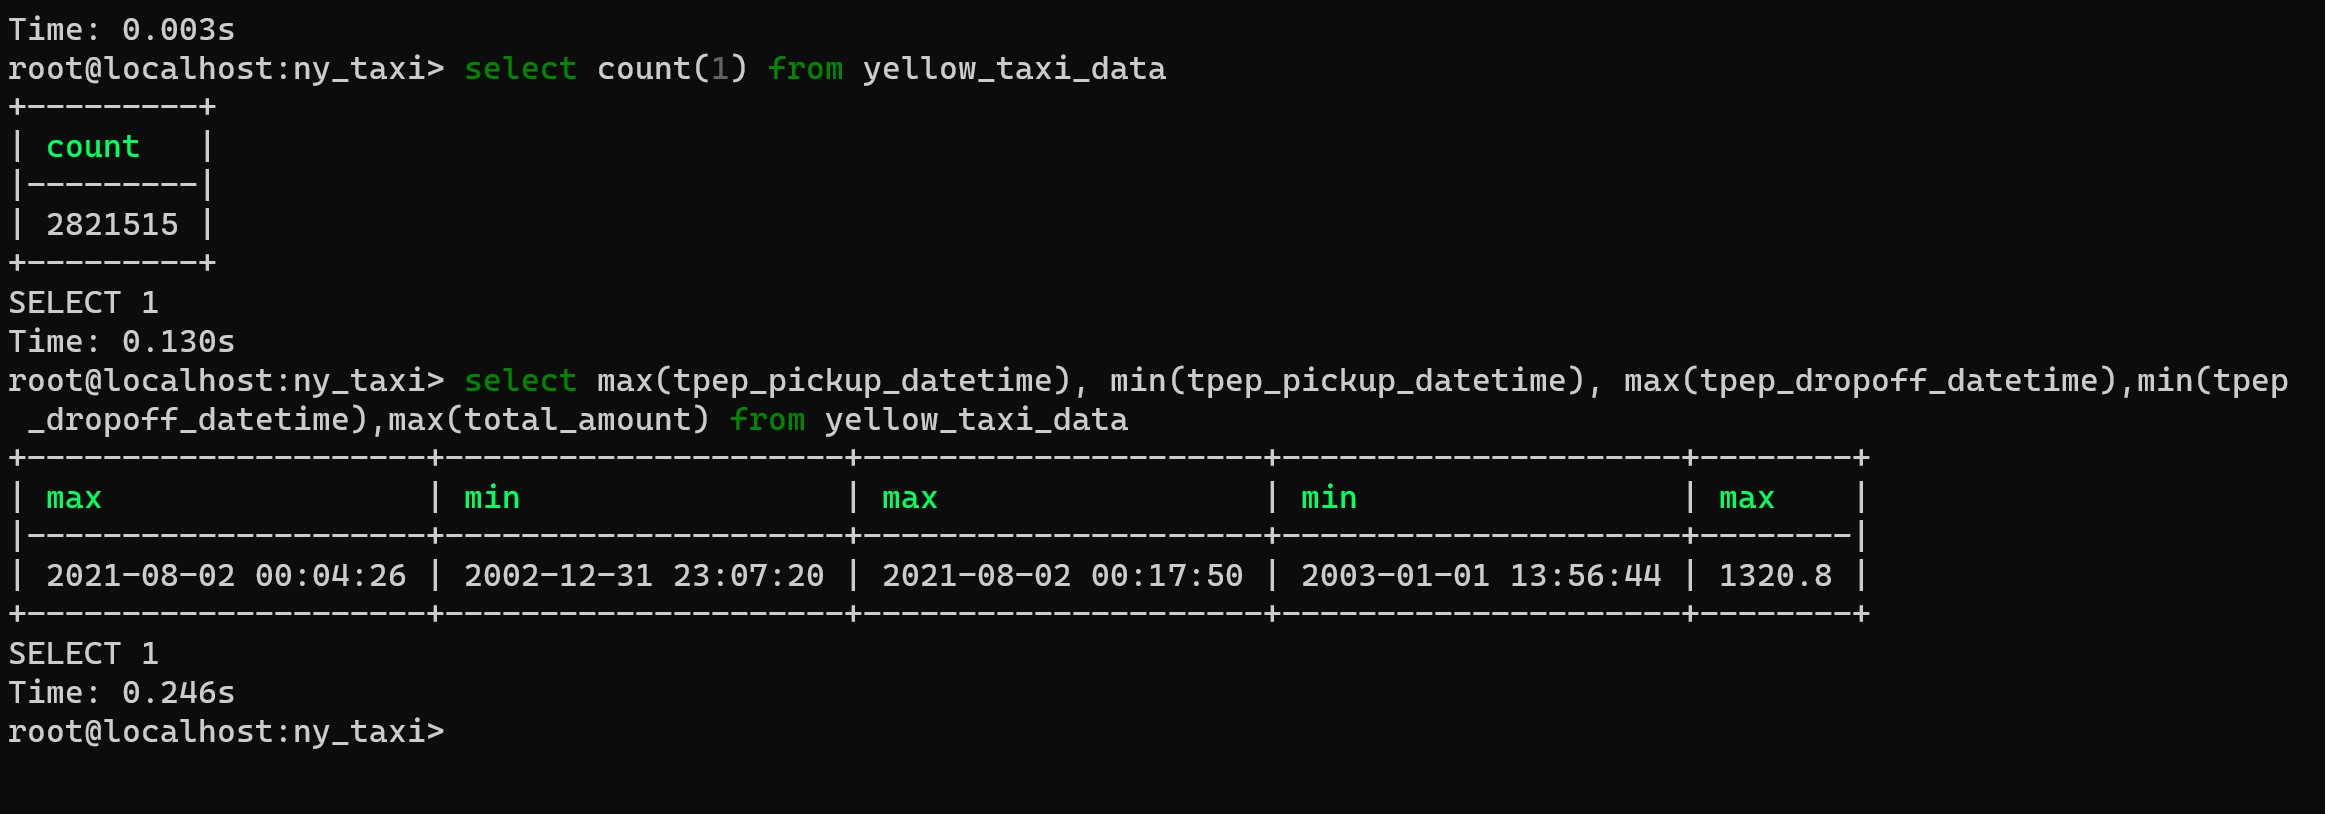 Time: 0.003s
root@localhost:ny_taxi> select count(1) from yellow_taxi_data
+---------+
| count   |
|---------|
| 2821515 |
+---------+
SELECT 1
Time: 0.130s
root@localhost:ny_taxi> select max(tpep_pickup_datetime), min(tpep_pickup_datetime), max(tpep_dropoff_datetime),min(tpep
 _dropoff_datetime),max(total_amount) from yellow_taxi_data
+---------------------+---------------------+---------------------+---------------------+--------+
| max                 | min                 | max                 | min                 | max    |
|---------------------+---------------------+---------------------+---------------------+--------|
| 2021-08-02 00:04:26 | 2002-12-31 23:07:20 | 2021-08-02 00:17:50 | 2003-01-01 13:56:44 | 1320.8 |
+---------------------+---------------------+---------------------+---------------------+--------+
SELECT 1
Time: 0.246s
root@localhost:ny_taxi>